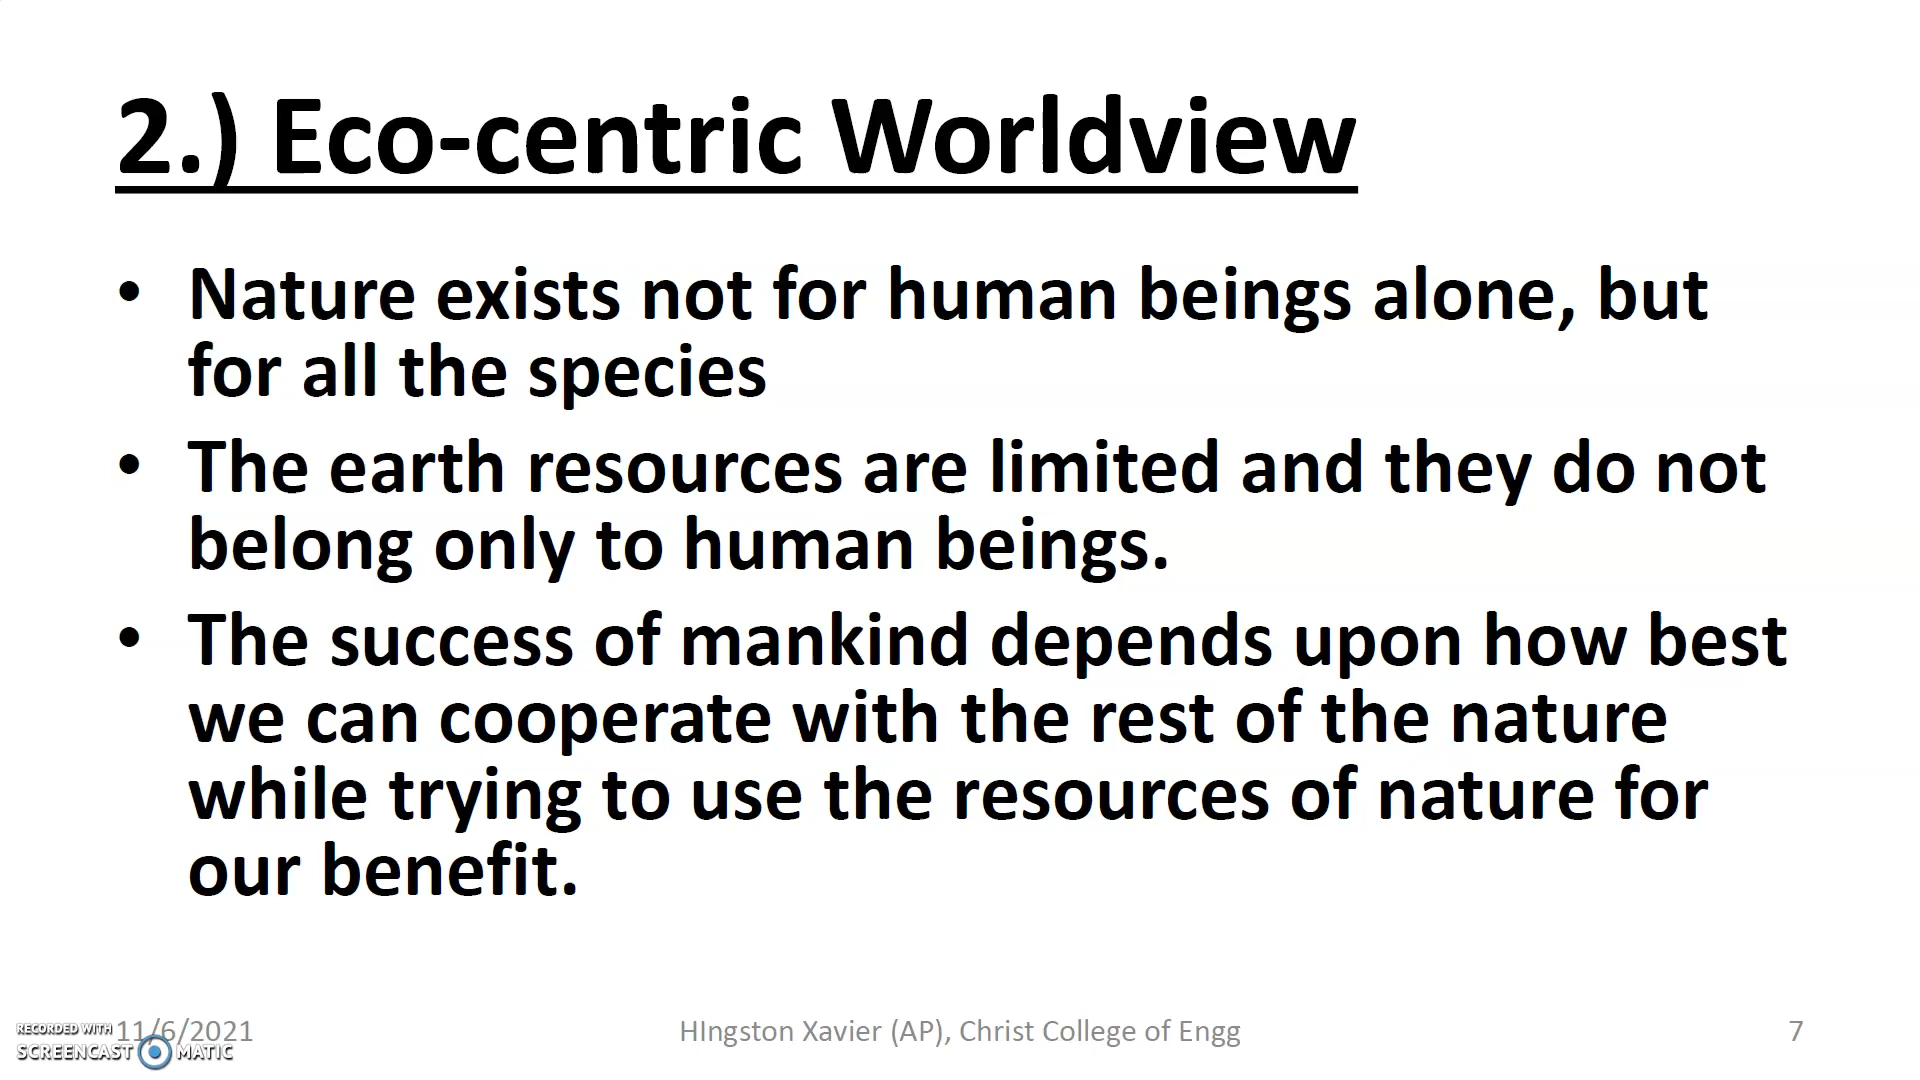 2.) Eco-centric Worldview
• Nature exists not for human beings alone, but
for all the species
• The earth resources are limited and they do not
belong only to human beings.
• The success of mankind depends upon how best
we can cooperate with the rest of the nature
while trying to use the resources of nature for
our benefit.
RECORDED WITH
SCREENCAST MATIC
11/6/2021
HIngston Xavier (AP), Christ College of Engg
7